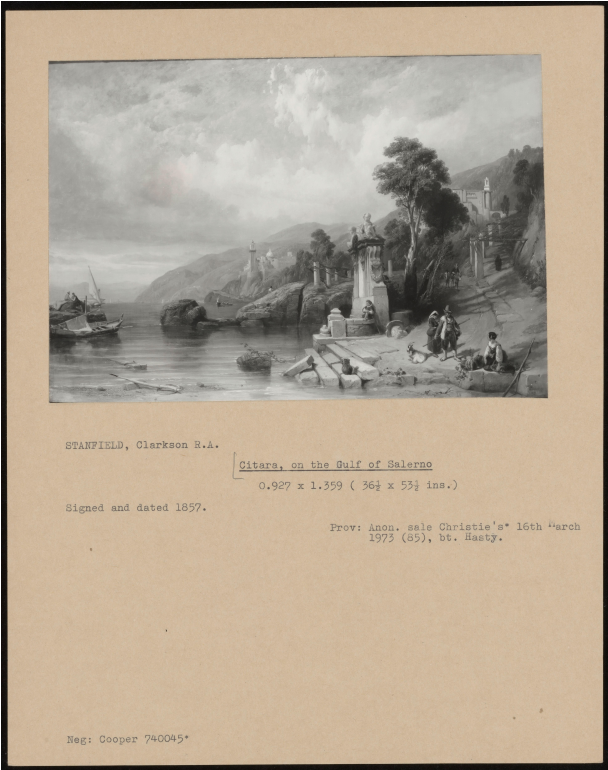 STANFIELD, Clarkson R.A.
Citara, on the Gulf of Salerno
0.927 x 1.359 ( 36½ x 53½ ins.)
Signed and dated 1857.
Prov: Anon. sale Christie's* 16th March
1973 (85), bt. Hasty.
Neg: Cooper 740045*